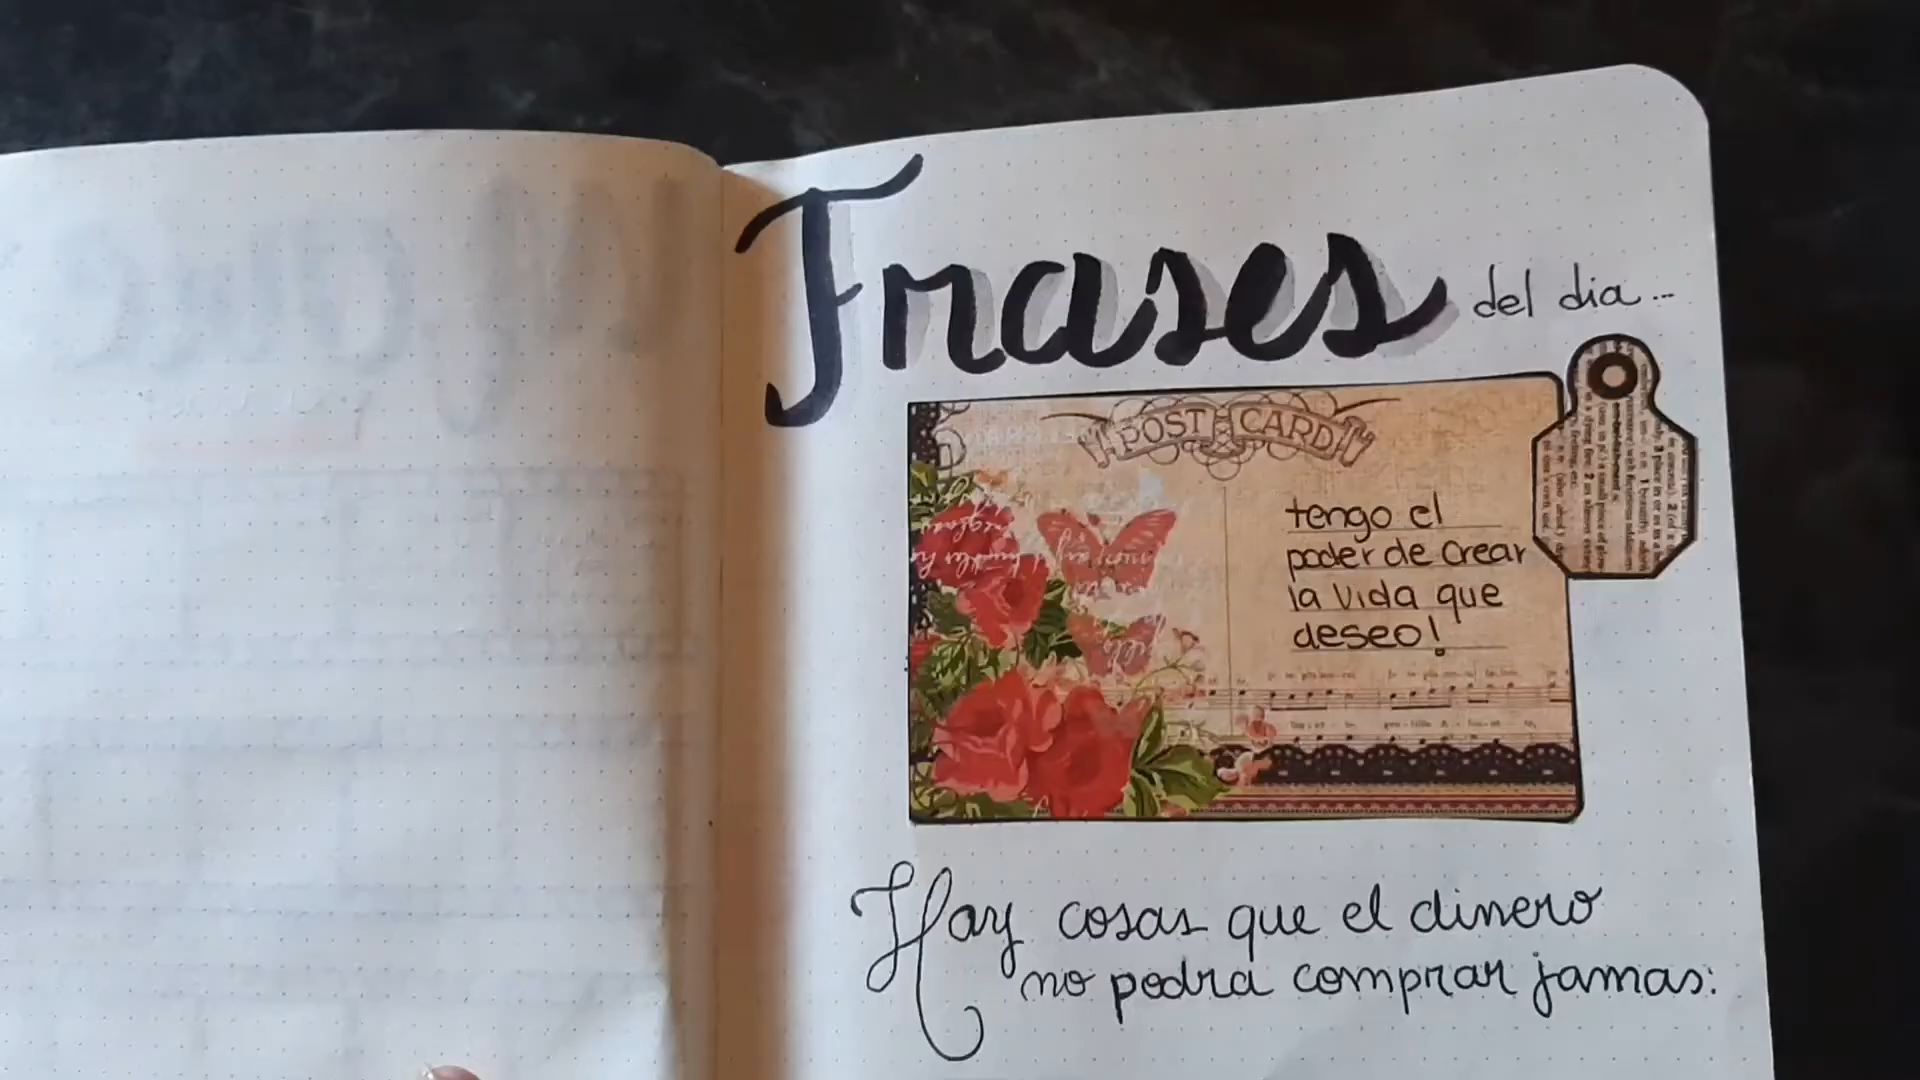 Frases del dia...
POST CARD
tengo el
poder de crear
la vida que
deseo!
Hay cosas que el dinero
no podra comprar jamas: